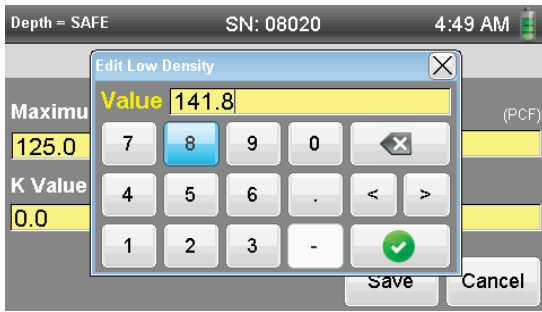 Depth = SAFE SN: 08020 4:49 AM
Edit Low Density
Value 141.8
Maximu (PCF)
125.0
7 8 9 0
K Value
4 5 6 . < >
0.0
1 2 3 -
Save Cancel